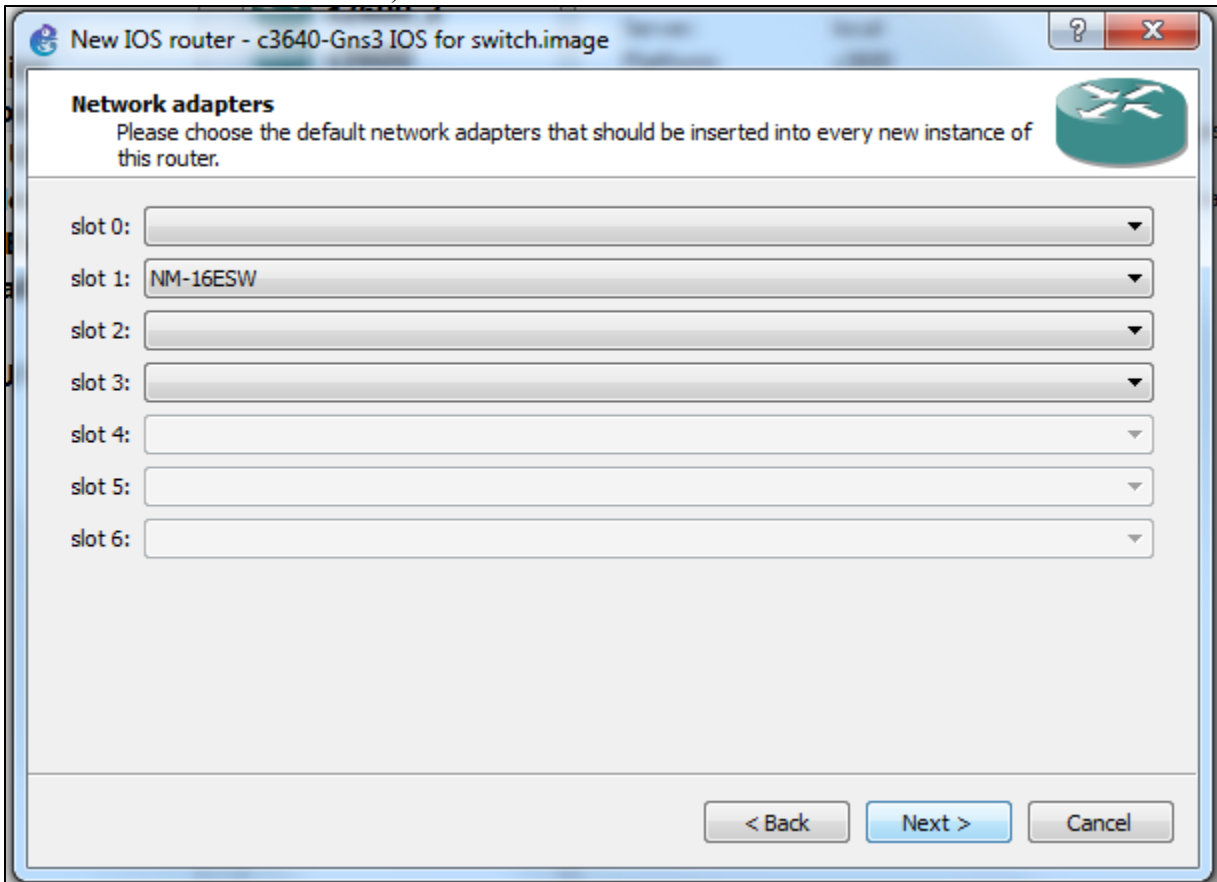 New IOS router - c3640-Gns3 IOS for switch.image
Network adapters
Please choose the default network adapters that should be inserted into every new instance of
this router.
slot 0:
slot 1: NM-16ESW
slot 2:
slot 3:
slot 4:
slot 5:
slot 6:
< Back Next > Cancel